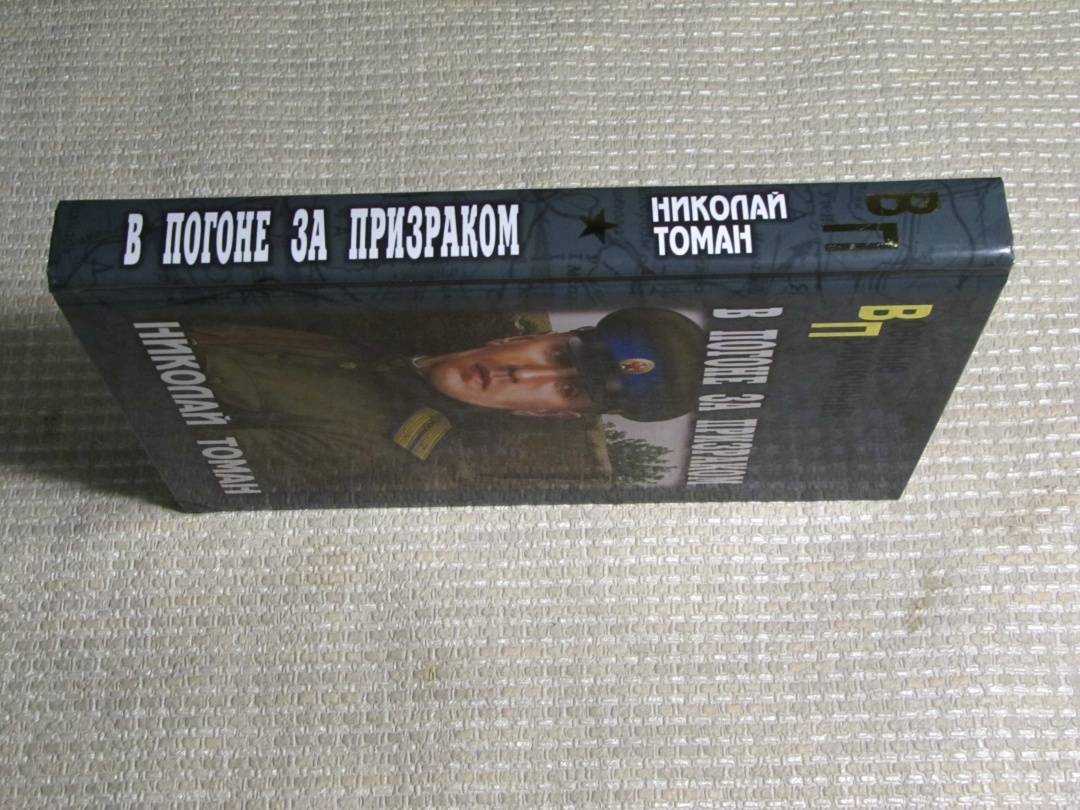 В ПОГОНЕ ЗА ПРИЗРАКОМ
НИКОЛАЙ
ТОМАН
ВП
ВП
В ПОГОНЕ ЗА ПРИЗРАКОМ
НИКОЛАЙ ТОМАН